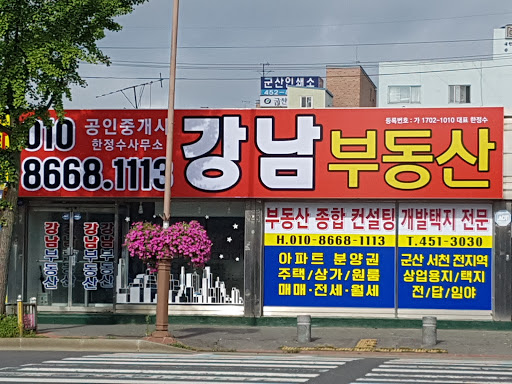 군산인쇄소
010
8668.1113
공인중개사
한정수사무소
강남부동산
등록번호 : 가 1702-1010 대표 한정수
부동산 종합 컨설팅 개발택지 전문
H.010-8668-1113
T.451-3030
아파트 분양권
주택/상가/원룸
매매·전세·월세
군산 서천 전지역
상업용지/택지
전/답/임야
강남부동산
강남부동산
강남부동산